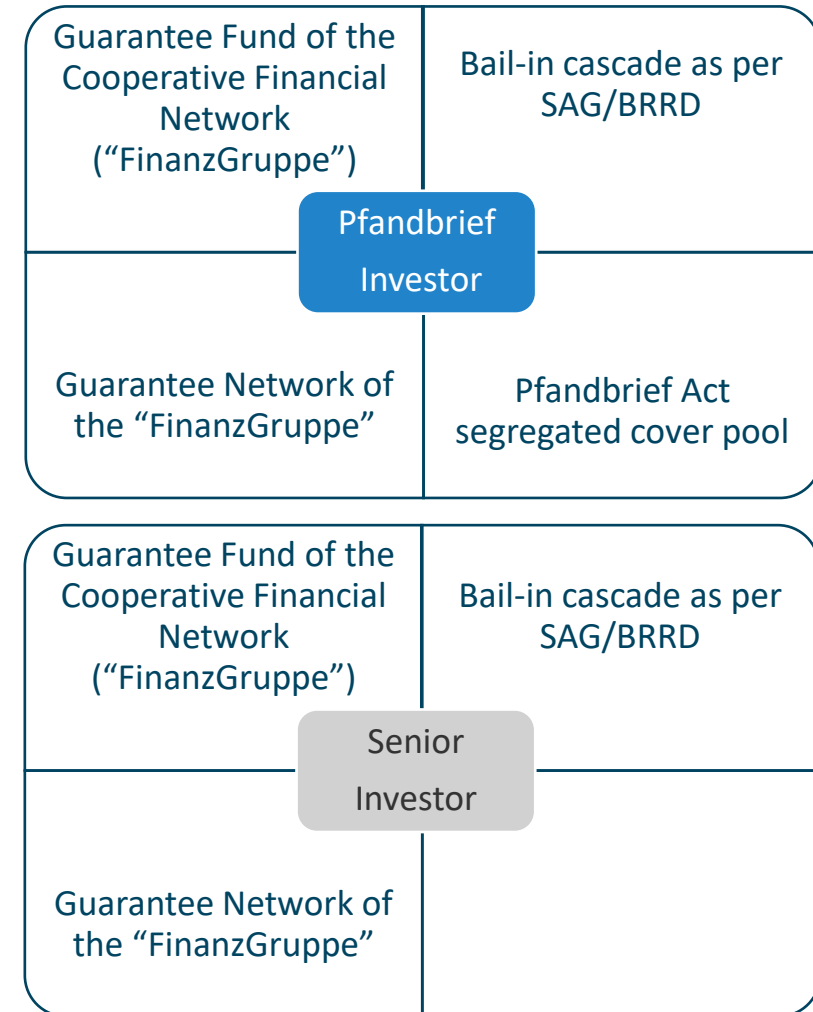 Guarantee Fund of the
Cooperative Financial
Network
(“FinanzGruppe”)
Bail-in cascade as per
SAG/BRRD
Pfandbrief
Investor
Guarantee Network of
the “FinanzGruppe”
Pfandbrief Act
segregated cover pool
Guarantee Fund of the
Cooperative Financial
Network
(“FinanzGruppe”)
Bail-in cascade as per
SAG/BRRD
Senior
Investor
Guarantee Network of
the “FinanzGruppe”